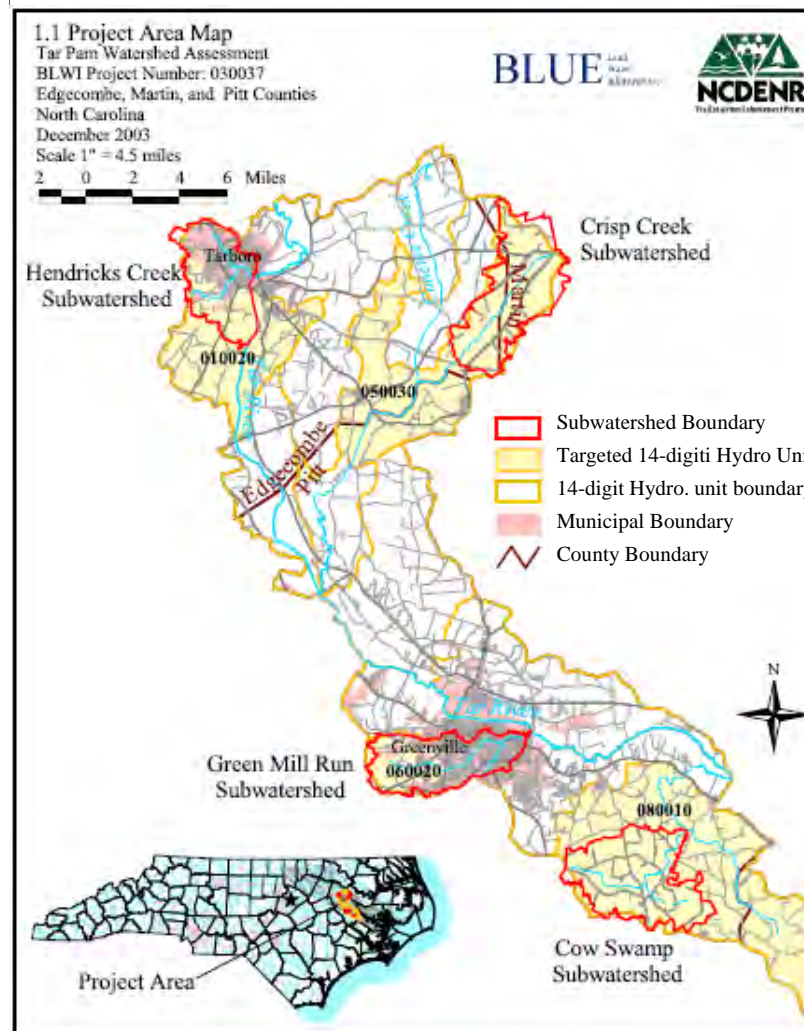 1.1 Project Area Map
Tar Pam Watershed Assessment
BLWI Project Number: 030037
Edgecombe, Martin, and Pitt Counties
North Carolina
December 2003
Scale 1" = 4.5 miles
2 0 2 4 6 Miles
BLUE Land
Water
NCDENR
Crisp Creek
Subwatershed
Tarboro
Hendricks Creek
Subwatershed
Martin
010020
050030
Edgecombe
Pitt
Subwatershed Boundary
Targeted 14-digiti Hydro Uni
14-digit Hydro. unit boundary
Municipal Boundary
County Boundary
N
Tar River
Greenville
Green Mill Run
Subwatershed
060020
080010
Cow Swamp
Subwatershed
Project Area